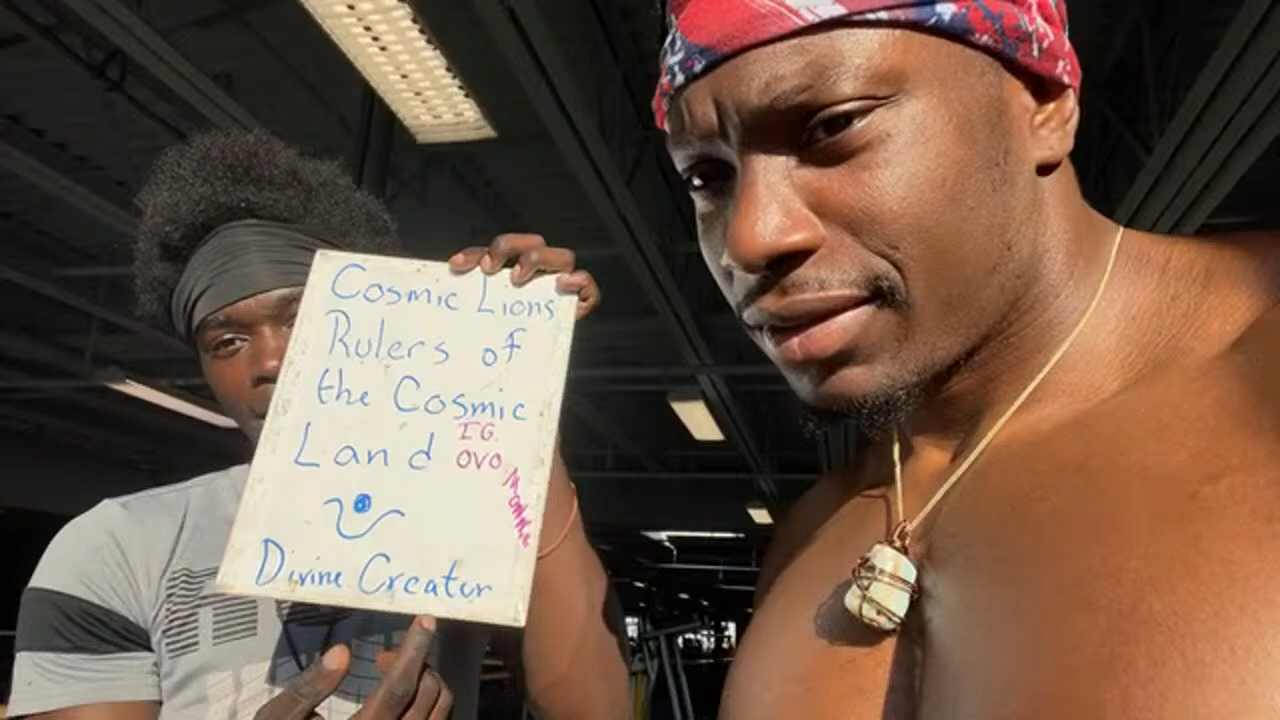 Cosmic Lions
Rulers of
the Cosmic
Land
IG
OVO
Divine Creator